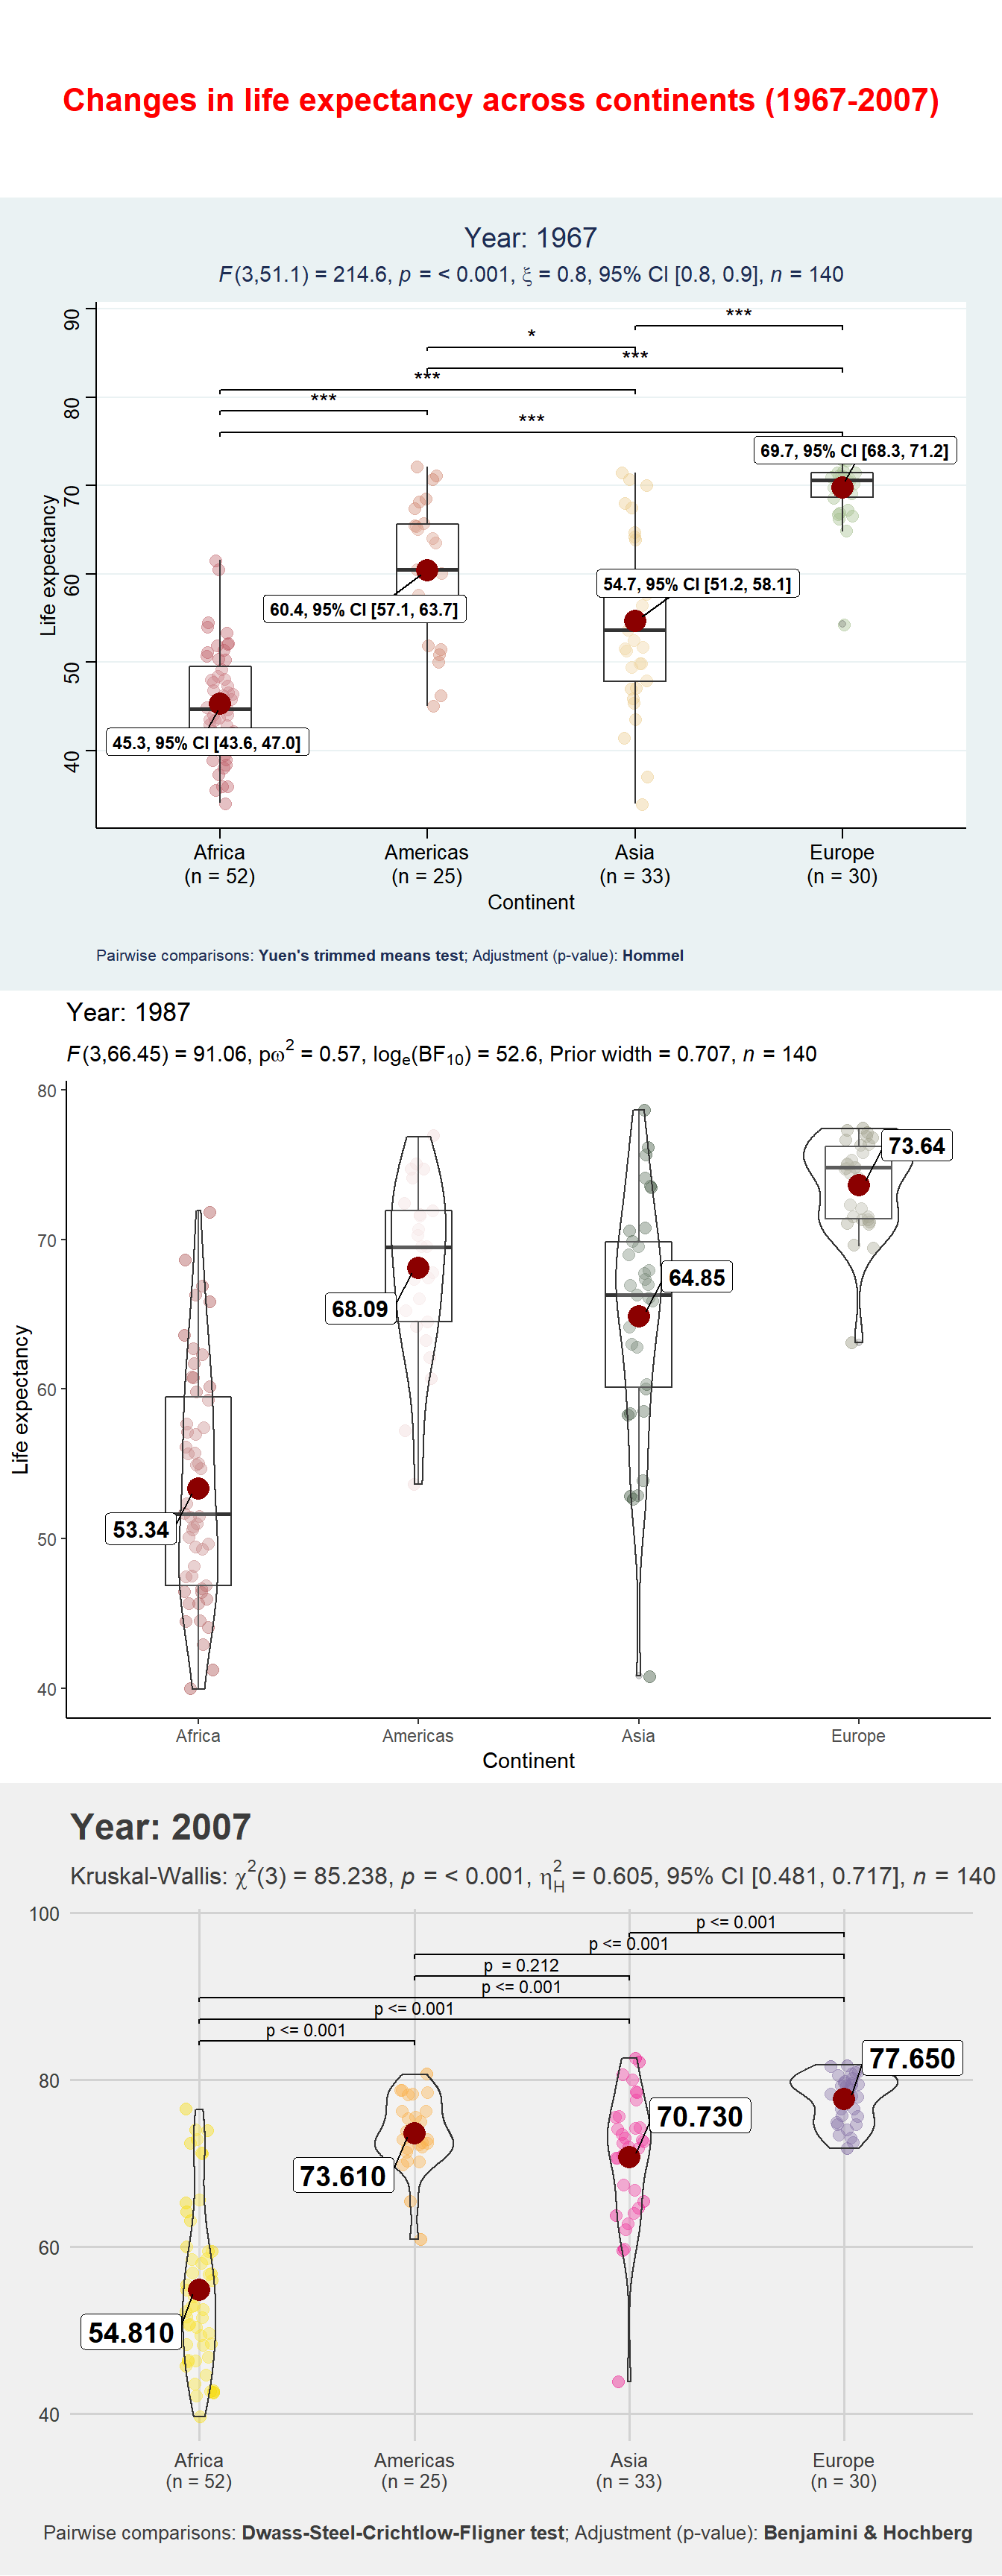 Changes in life expectancy across continents (1967-2007)
Year: 1967
F(3,51.1) = 214.6, p = < 0.001, ξ = 0.8, 95% CI [0.8, 0.9], n = 140
90
80
70
60
50
40
Life expectancy
***
*
***
***
***
***
69.7, 95% CI [68.3, 71.2]
54.7, 95% CI [51.2, 58.1]
60.4, 95% CI [57.1, 63.7]
45.3, 95% CI [43.6, 47.0]
Africa Americas Asia Europe
(n = 52) (n = 25) (n = 33) (n = 30)
Continent
Pairwise comparisons: Yuen's trimmed means test; Adjustment (p-value): Hommel
Year: 1987
F(3,66.45) = 91.06, pω² = 0.57, logₑ(BF₁₀) = 52.6, Prior width = 0.707, n = 140
80
70
60
50
40
Life expectancy
73.64
64.85
68.09
53.34
Africa Americas Asia Europe
Continent
Year: 2007
Kruskal-Wallis: χ²(3) = 85.238, p = < 0.001, η²H = 0.605, 95% CI [0.481, 0.717], n = 140
100
80
60
40
p <= 0.001
p <= 0.001
p = 0.212
p <= 0.001
p <= 0.001
p <= 0.001
77.650
70.730
73.610
54.810
Africa Americas Asia Europe
(n = 52) (n = 25) (n = 33) (n = 30)
Pairwise comparisons: Dwass-Steel-Crichtlow-Fligner test; Adjustment (p-value): Benjamini & Hochberg